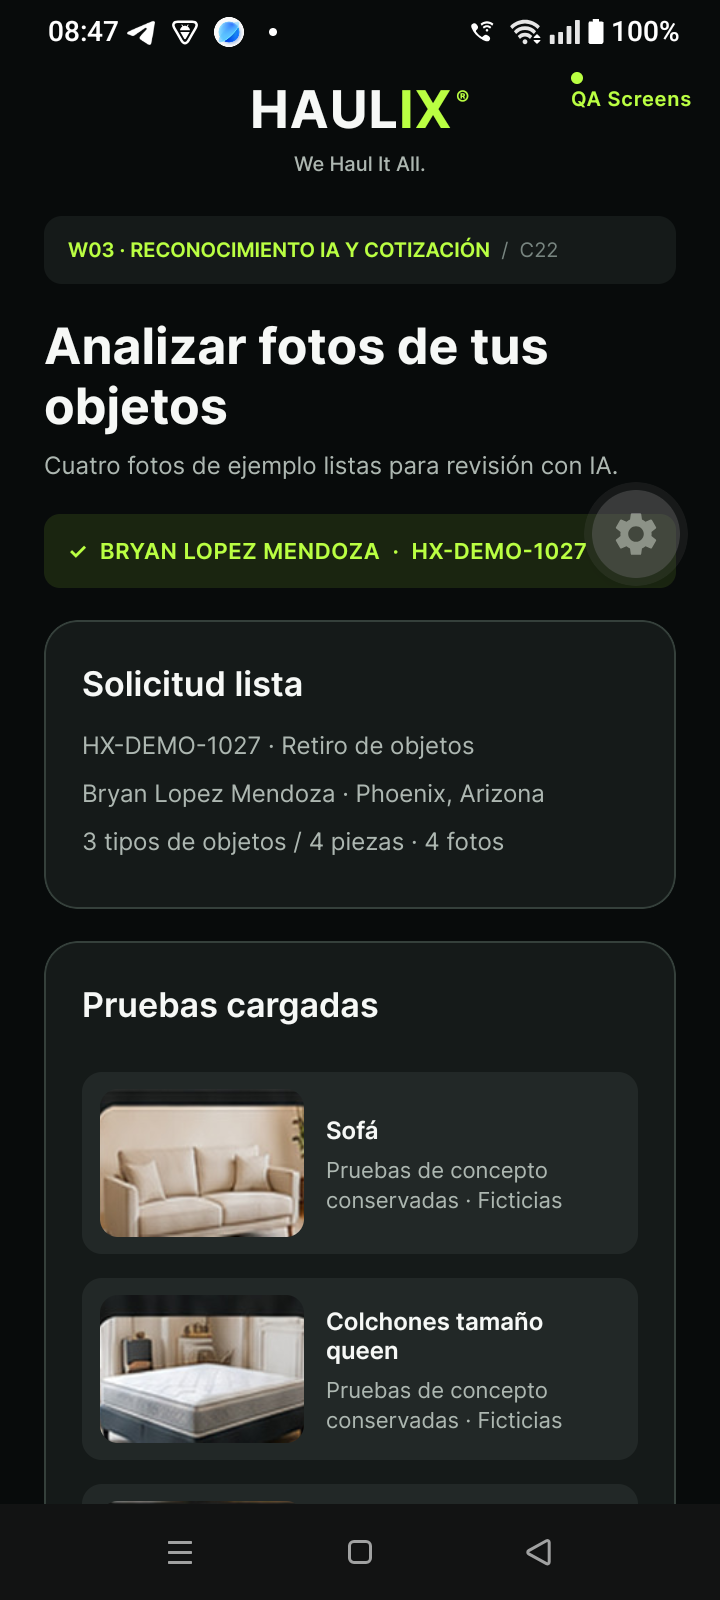 08:47
100%
HAULIX®
QA Screens
We Haul It All.
W03 · RECONOCIMIENTO IA Y COTIZACIÓN / C22
Analizar fotos de tus
objetos
Cuatro fotos de ejemplo listas para revisión con IA.
✓ BRYAN LOPEZ MENDOZA · HX-DEMO-1027
Solicitud lista
HX-DEMO-1027 · Retiro de objetos
Bryan Lopez Mendoza · Phoenix, Arizona
3 tipos de objetos / 4 piezas · 4 fotos
Pruebas cargadas
Sofá
Pruebas de concepto
conservadas · Ficticias
Colchones tamaño
queen
Pruebas de concepto
conservadas · Ficticias